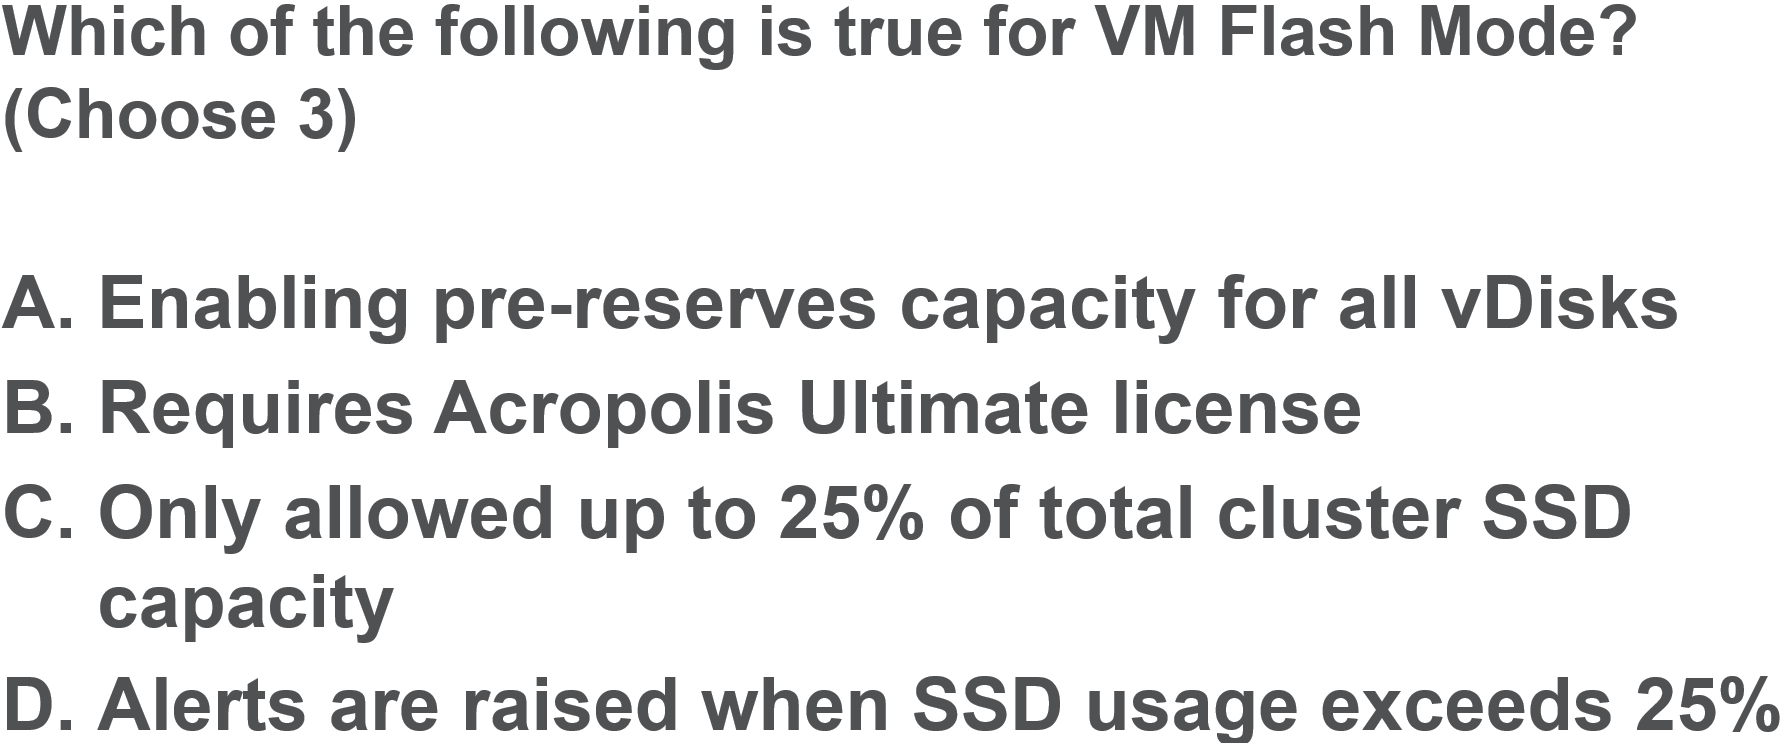 Which of the following is true for VM Flash Mode?
(Choose 3)
A. Enabling pre-reserves capacity for all vDisks
B. Requires Acropolis Ultimate license
C. Only allowed up to 25% of total cluster SSD
capacity
D. Alerts are raised when SSD usage exceeds 25%